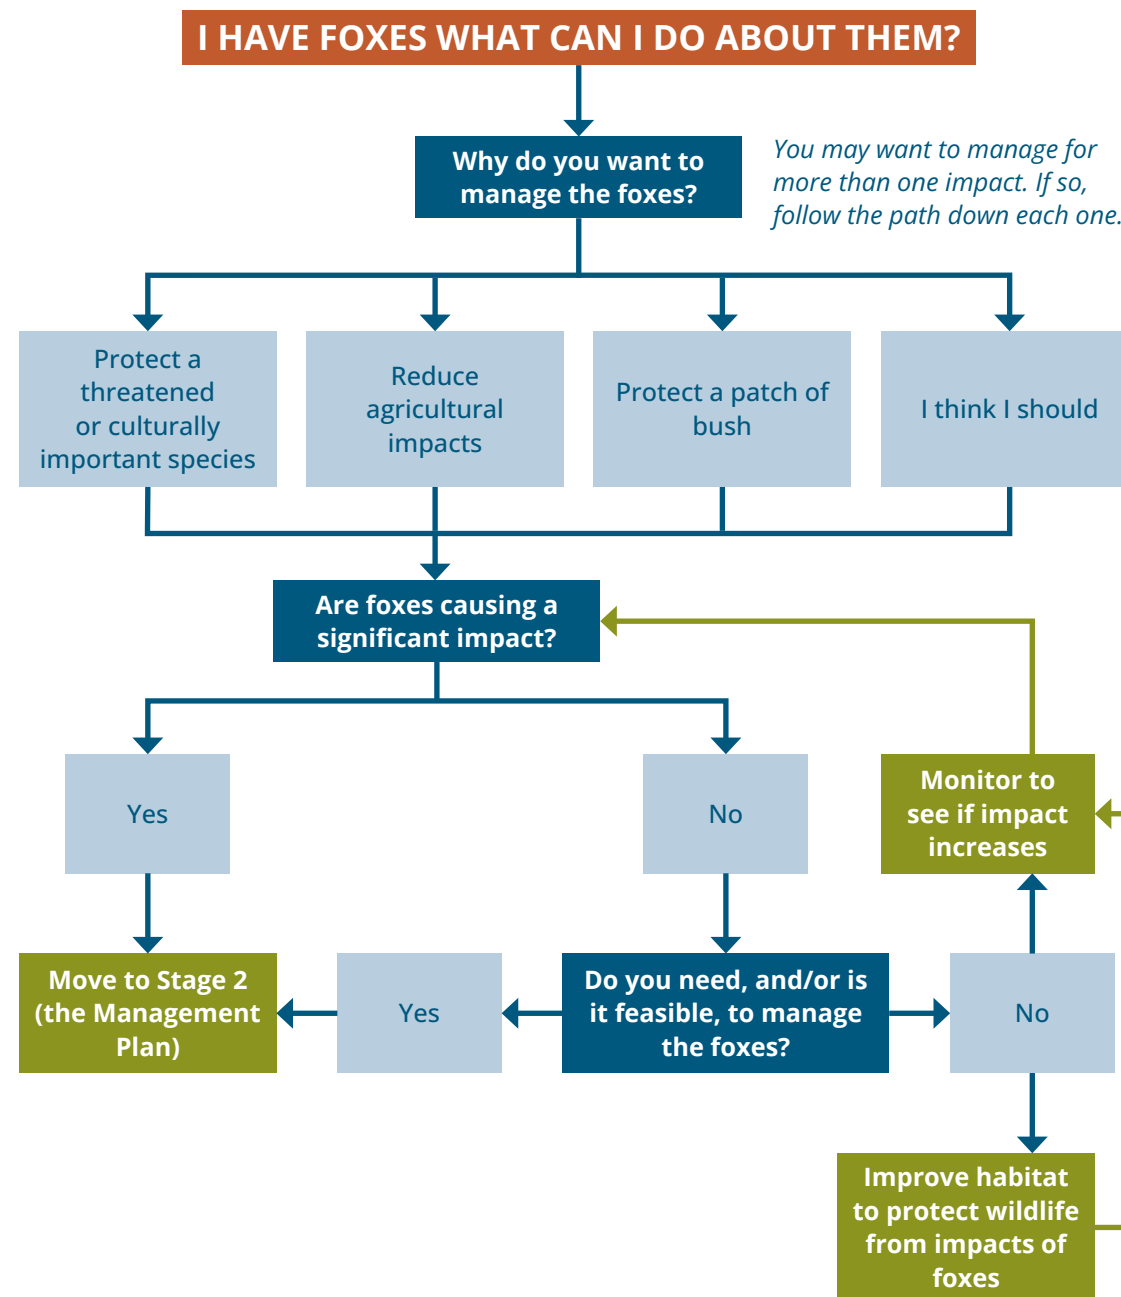 I HAVE FOXES WHAT CAN I DO ABOUT THEM?
Why do you want to
manage the foxes?
You may want to manage for
more than one impact. If so,
follow the path down each one.
Protect a
threatened
or culturally
important species
Reduce
agricultural
impacts
Protect a patch of
bush
I think I should
Are foxes causing a
significant impact?
Yes
No
Monitor to
see if impact
increases
Move to Stage 2
(the Management
Plan)
Yes
Do you need, and/or is
it feasible, to manage
the foxes?
No
Improve habitat
to protect wildlife
from impacts of
foxes